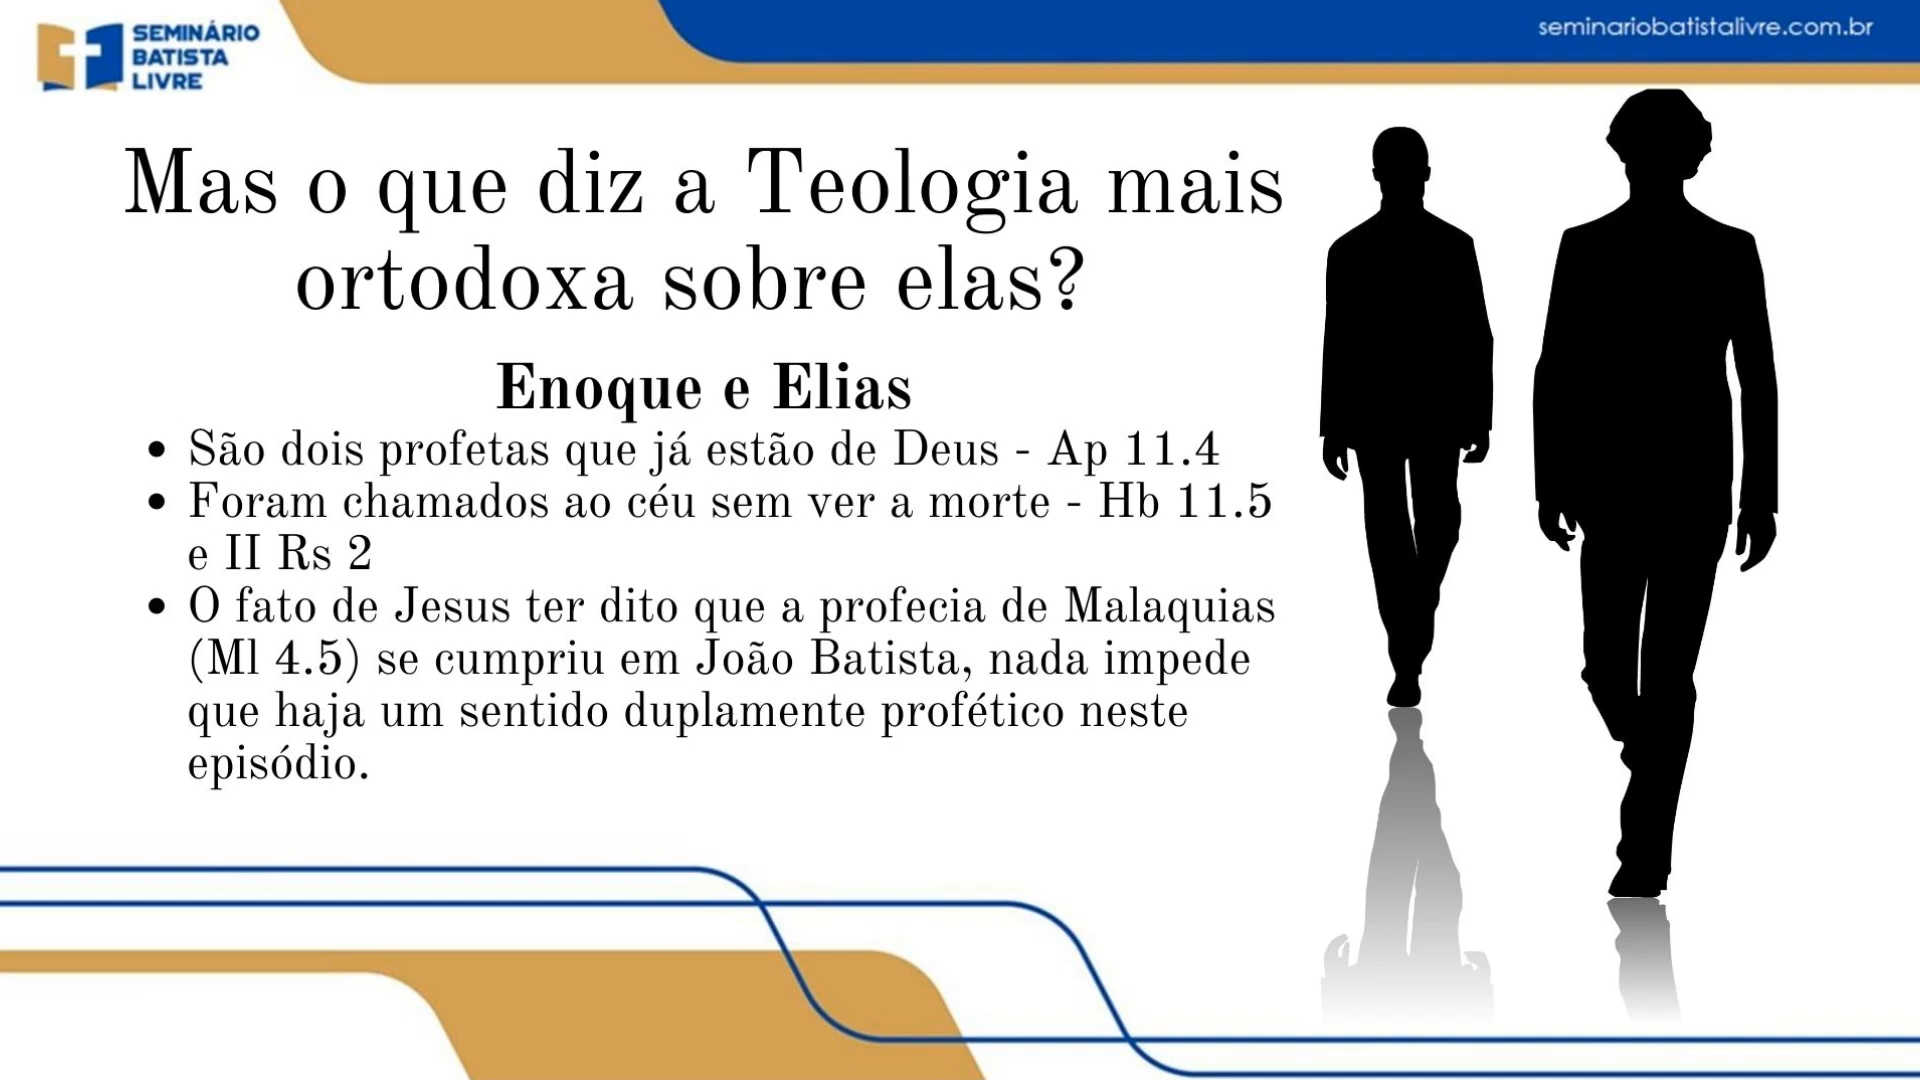 SEMINÁRIO
BATISTA
LIVRE
seminariobatistalivre.com.br
Mas o que diz a Teologia mais
ortodoxa sobre elas?
Enoque e Elias
• São dois profetas que já estão de Deus - Ap 11.4
• Foram chamados ao céu sem ver a morte - Hb 11.5
e II Rs 2
• O fato de Jesus ter dito que a profecia de Malaquias
(Ml 4.5) se cumpriu em João Batista, nada impede
que haja um sentido duplamente profético neste
episódio.